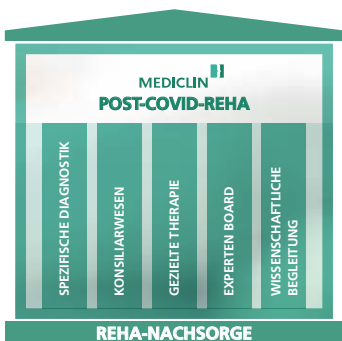 MEDICLIN
POST-COVID-REHA
SPEZIFISCHE DIAGNOSTIK
KONSILIARWESEN
GEZIELTE THERAPIE
EXPERTEN BOARD
WISSENSCHAFTLICHE
BEGLEITUNG
REHA-NACHSORGE